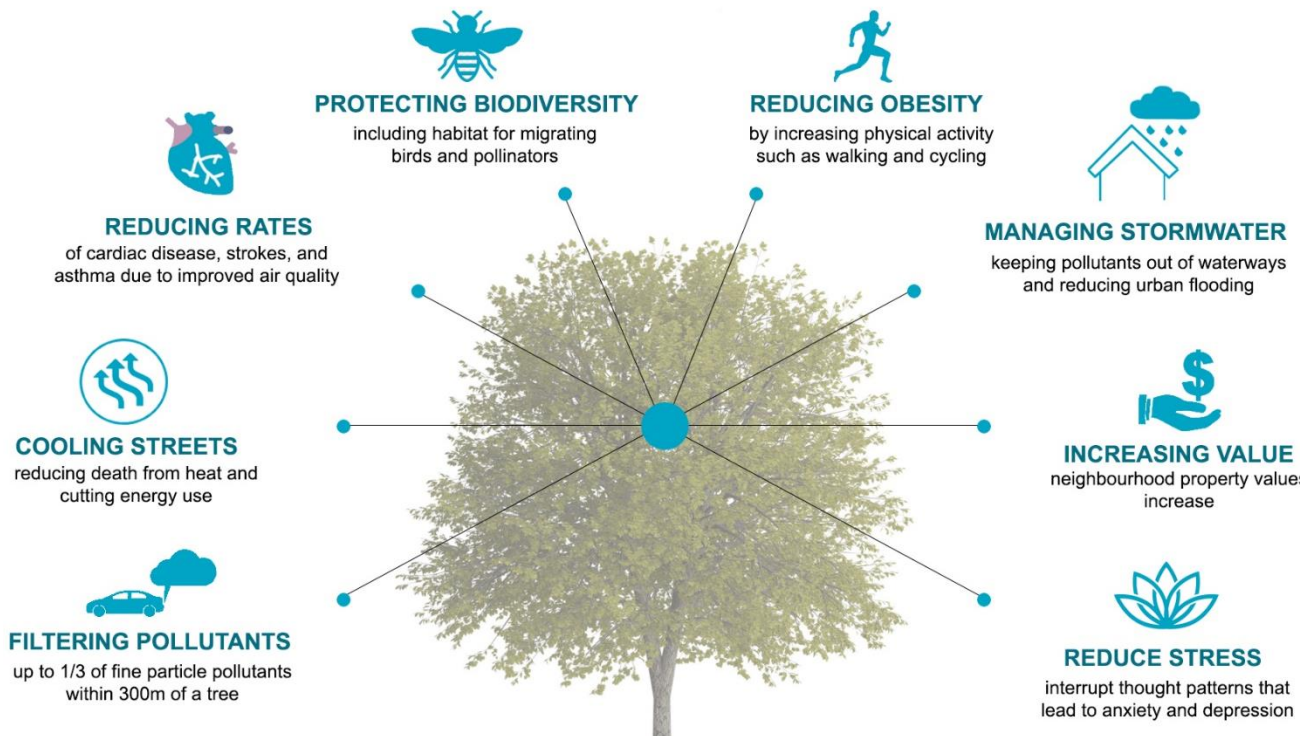 PROTECTING BIODIVERSITY
including habitat for migrating
birds and pollinators
REDUCING OBESITY
by increasing physical activity
such as walking and cycling
REDUCING RATES
of cardiac disease, strokes, and
asthma due to improved air quality
MANAGING STORMWATER
keeping pollutants out of waterways
and reducing urban flooding
COOLING STREETS
reducing death from heat and
cutting energy use
$
INCREASING VALUE
neighbourhood property values
increase
FILTERING POLLUTANTS
up to 1/3 of fine particle pollutants
within 300m of a tree
REDUCE STRESS
interrupt thought patterns that
lead to anxiety and depression